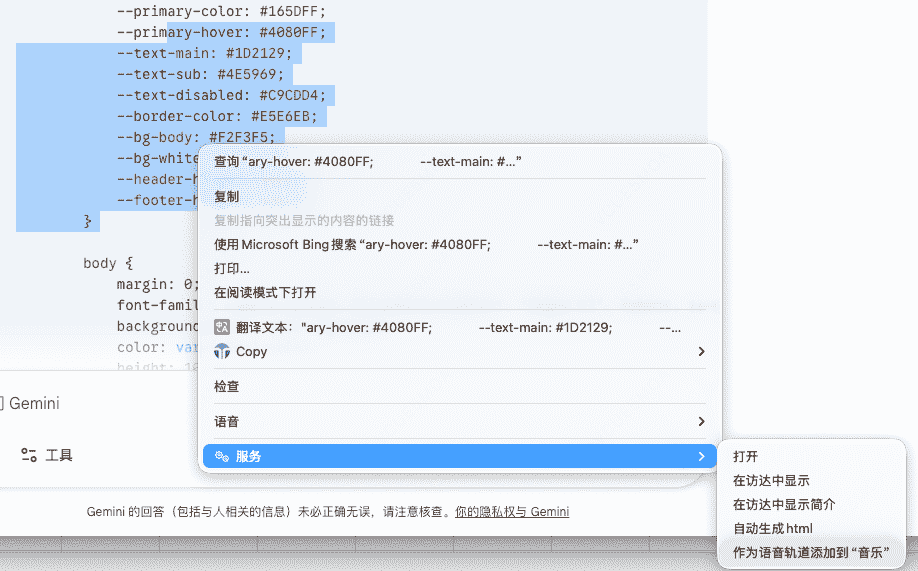 --primary-color: #165DFF;
--primary-hover: #4080FF;
--text-main: #1D2129;
--text-sub: #4E5969;
--text-disabled: #C9CDD4;
--border-color: #E5E6EB;
--bg-body: #F2F3F5;
--bg-white
--header-h
--footer-h
}
body {
margin: 0;
font-famil
background
color: var
height: 10
查询 “ary-hover: #4080FF; --text-main: #...”
复制
复制指向突出显示的内容的链接
使用 Microsoft Bing 搜索 “ary-hover: #4080FF; --text-main: #...”
打印...
在阅读模式下打开
翻译文本: "ary-hover: #4080FF; --text-main: #1D2129; --...
Copy
检查
语音
服务
打开
在访达中显示
在访达中显示简介
自动生成html
作为语音轨道添加到 “音乐”
Gemini
工具
Gemini 的回答（包括与人相关的信息）未必正确无误，请注意核查。你的隐私权与 Gemini